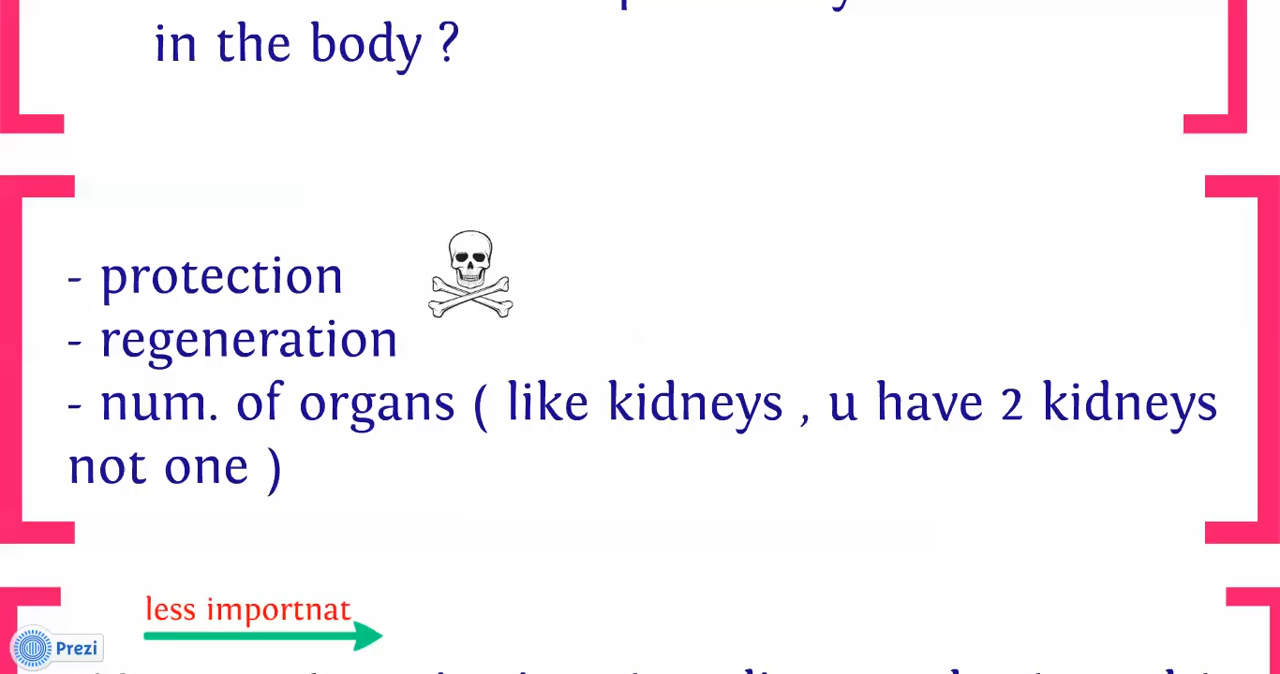 in the body ?
- protection
- regeneration
- num. of organs ( like kidneys , u have 2 kidneys
not one )
less importnat
Prezi